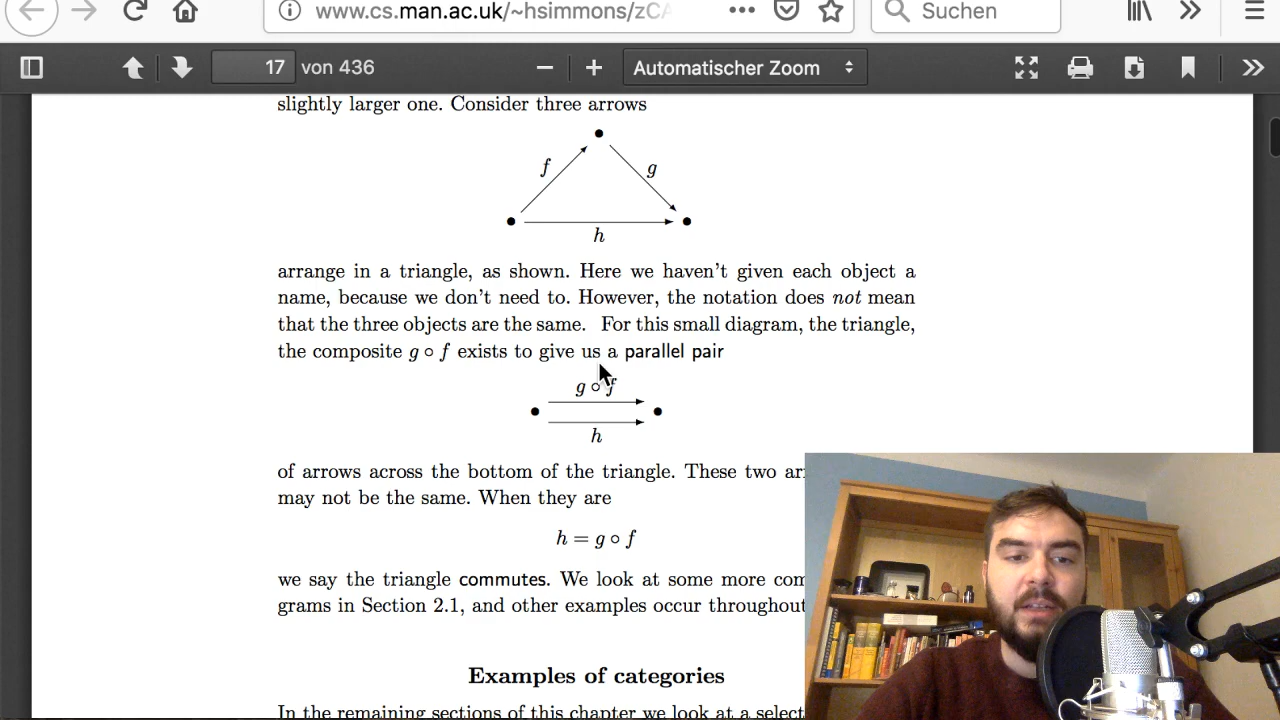 www.cs.man.ac.uk/~hsimmons/zCA
Suchen
17 von 436
Automatischer Zoom
slightly larger one. Consider three arrows
f
g
h
arrange in a triangle, as shown. Here we haven't given each object a
name, because we don't need to. However, the notation does not mean
that the three objects are the same. For this small diagram, the triangle,
the composite g ∘ f exists to give us a parallel pair
g ∘ f
h
of arrows across the bottom of the triangle. These two
may not be the same. When they are
h = g ∘ f
we say the triangle commutes. We look at some more
grams in Section 2.1, and other examples occur throughout
Examples of categories
In the remaining sections of this chapter we look at a